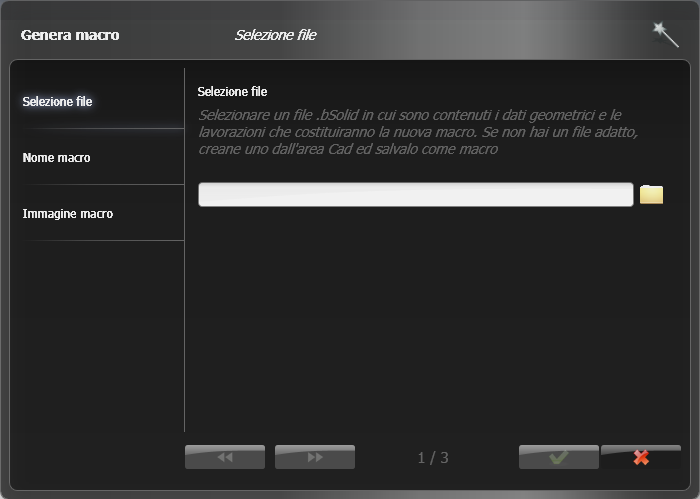 Genera macro
Selezione file
Selezione file
Nome macro
Immagine macro
Selezione file
Selezionare un file .bSolid in cui sono contenuti i dati geometrici e le
lavorazioni che costituiranno la nuova macro. Se non hai un file adatto,
creane uno dall'area Cad ed salvalo come macro
1 / 3